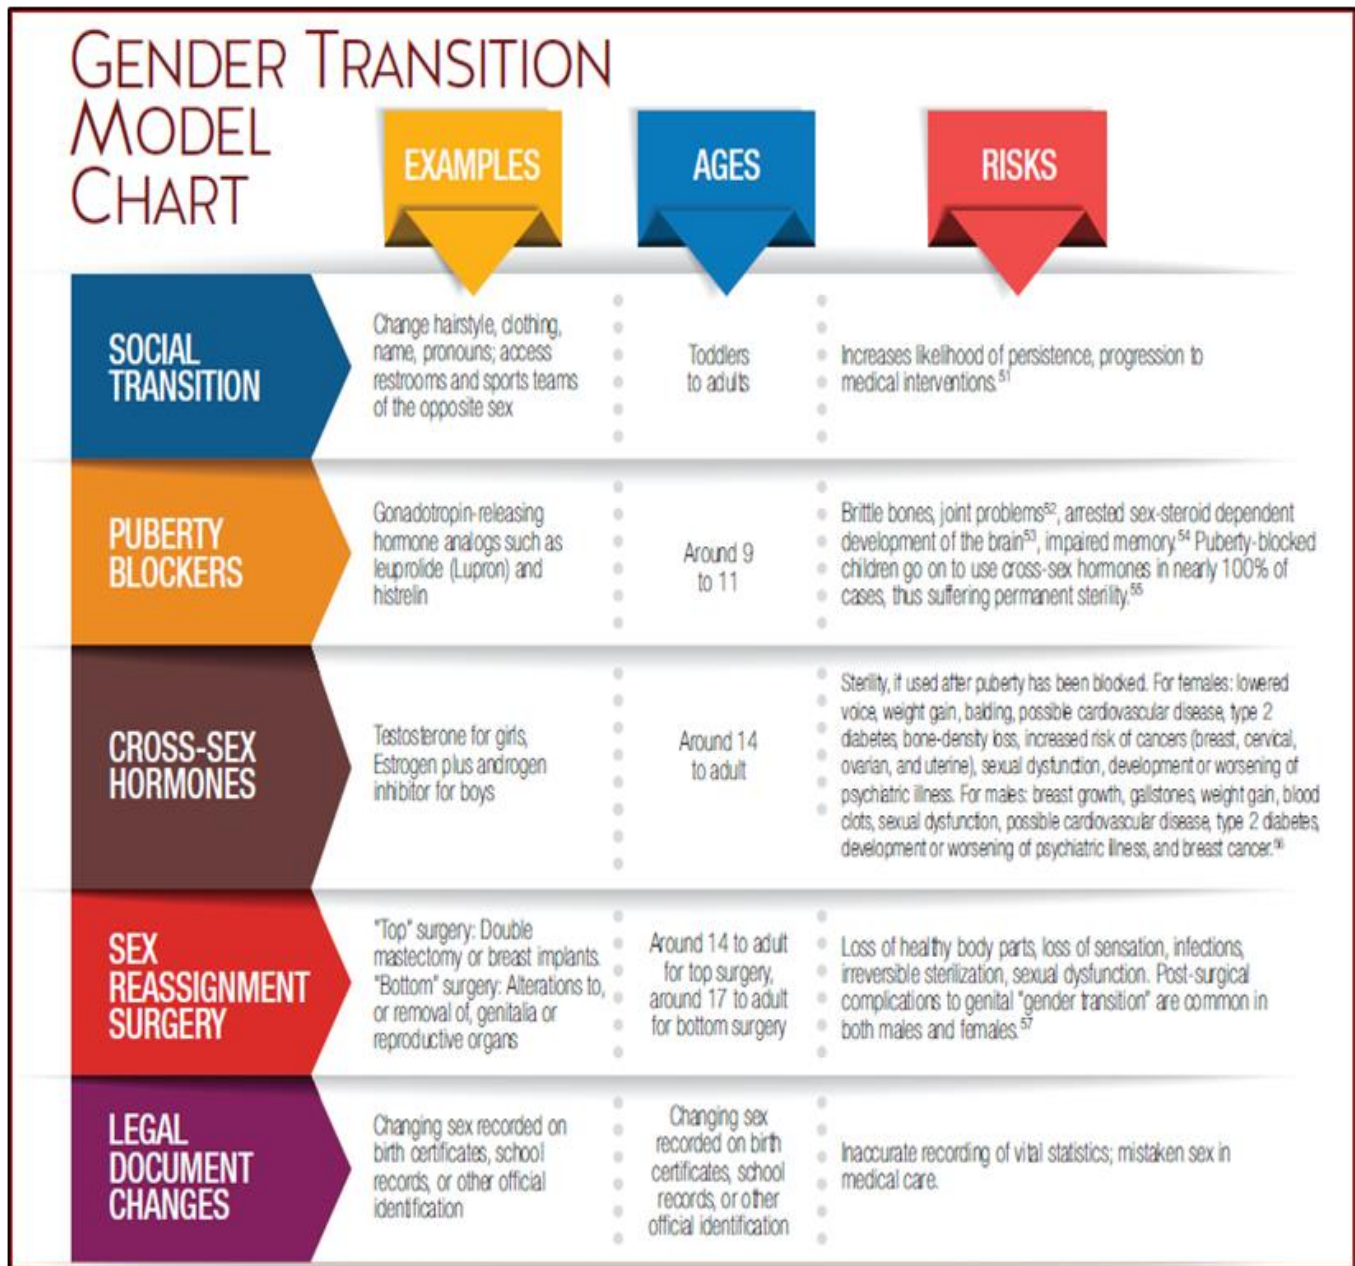 GENDER TRANSITION
MODEL
CHART
EXAMPLES
AGES
RISKS
SOCIAL
TRANSITION
Change hairstyle, clothing,
name, pronouns; access
restrooms and sports teams
of the opposite sex
Toddlers
to adults
Increases likelihood of persistence, progression to
medical interventions.51
PUBERTY
BLOCKERS
Gonadotropin-releasing
hormone analogs such as
leuprolide (Lupron) and
histrelin
Around 9
to 11
Brittle bones, joint problems52, arrested sex-steroid dependent
development of the brain53, impaired memory.54 Puberty-blocked
children go on to use cross-sex hormones in nearly 100% of
cases, thus suffering permanent sterility.55
CROSS-SEX
HORMONES
Testosterone for girls,
Estrogen plus androgen
inhibitor for boys
Around 14
to adult
Sterility, if used after puberty has been blocked. For females: lowered
voice, weight gain, balding, possible cardiovascular disease, type 2
diabetes, bone-density loss, increased risk of cancers (breast, cervical,
ovarian, and uterine), sexual dysfunction, development or worsening of
psychiatric illness. For males: breast growth, gallstones, weight gain, blood
clots, sexual dysfunction, possible cardiovascular disease, type 2 diabetes,
development or worsening of psychiatric illness, and breast cancer.56
SEX
REASSIGNMENT
SURGERY
"Top" surgery: Double
mastectomy or breast implants.
"Bottom" surgery: Alterations to,
or removal of, genitalia or
reproductive organs
Around 14 to adult
for top surgery,
around 17 to adult
for bottom surgery
Loss of healthy body parts, loss of sensation, infections,
irreversible sterilization, sexual dysfunction. Post-surgical
complications to genital "gender transition" are common in
both males and females.57
LEGAL
DOCUMENT
CHANGES
Changing sex recorded on
birth certificates, school
records, or other official
identification
Changing sex
recorded on birth
certificates, school
records, or other
official identification
Inaccurate recording of vital statistics; mistaken sex in
medical care.